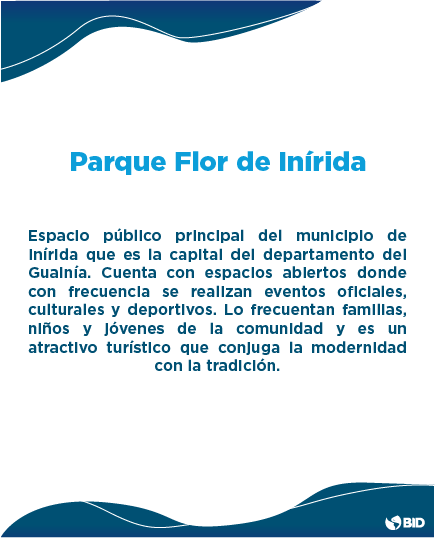 Parque Flor de Inírida
Espacio público principal del municipio de
Inírida que es la capital del departamento del
Guainía. Cuenta con espacios abiertos donde
con frecuencia se realizan eventos oficiales,
culturales y deportivos. Lo frecuentan familias,
niños y jóvenes de la comunidad y es un
atractivo turístico que conjuga la modernidad
con la tradición.
BID